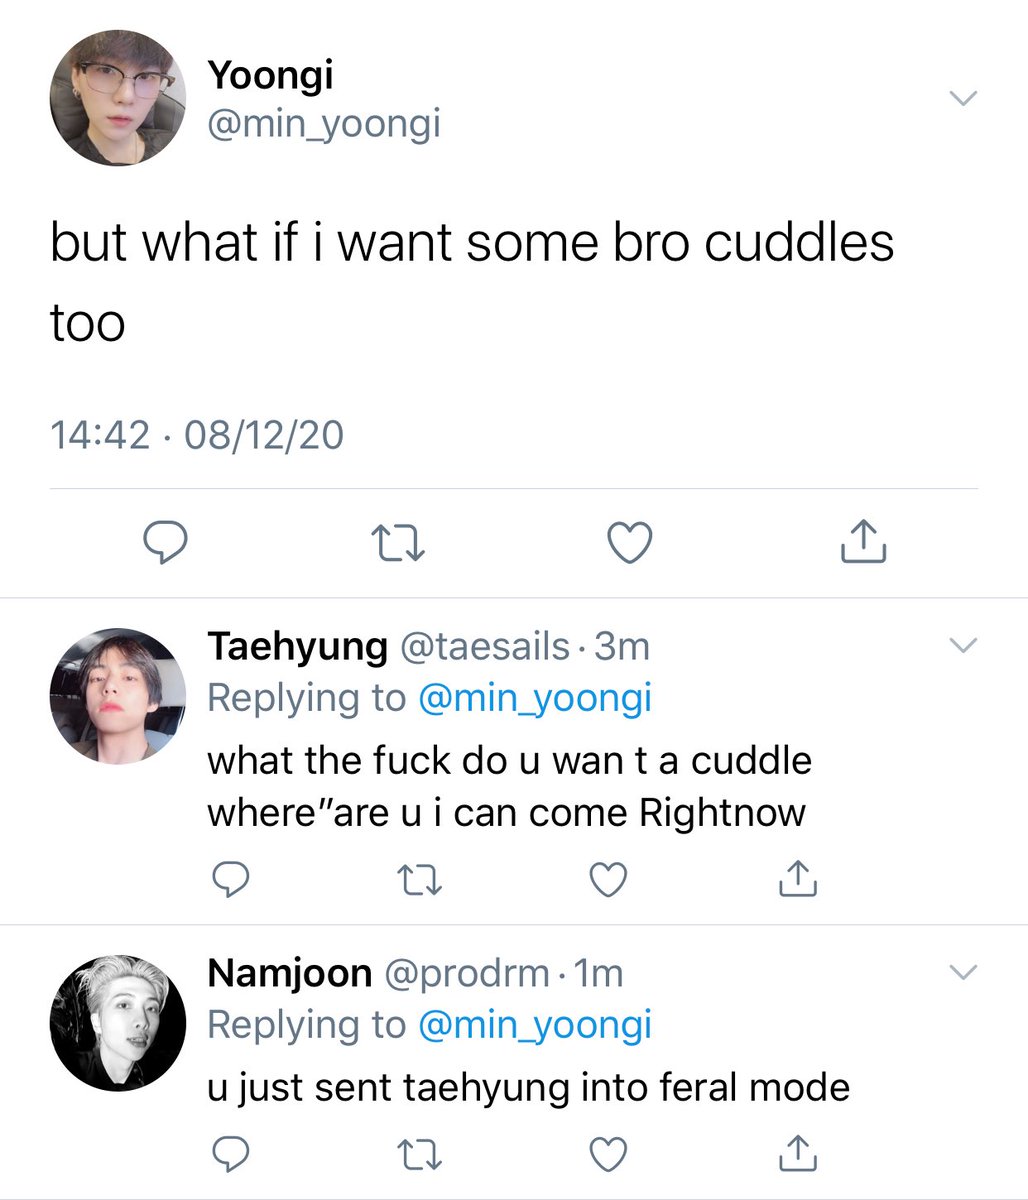 Yoongi
@min_yoongi
but what if i want some bro cuddles
too
14:42 · 08/12/20
Taehyung @taesails · 3m
Replying to @min_yoongi
what the fuck do u wan t a cuddle
where”are u i can come Rightnow
Namjoon @prodrm · 1m
Replying to @min_yoongi
u just sent taehyung into feral mode